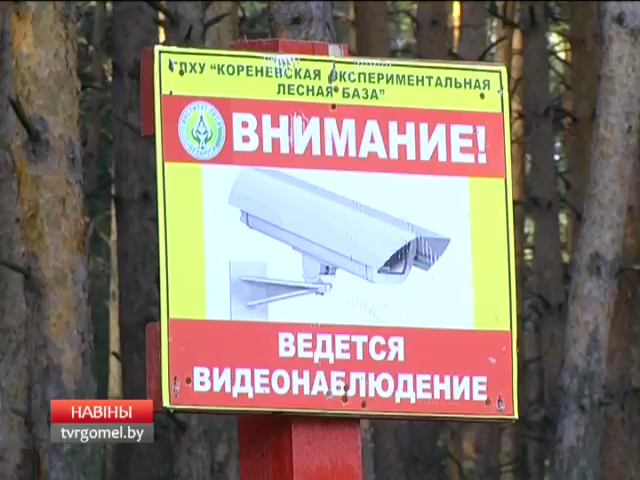 ГЛХУ "КОРЕНЕВСКАЯ ЭКСПЕРИМЕНТАЛЬНАЯ
ЛЕСНАЯ БАЗА"
ВНИМАНИЕ!
ВЕДЕТСЯ
ВИДЕОНАБЛЮДЕНИЕ
НАВІНЫ
tvrgomel.by